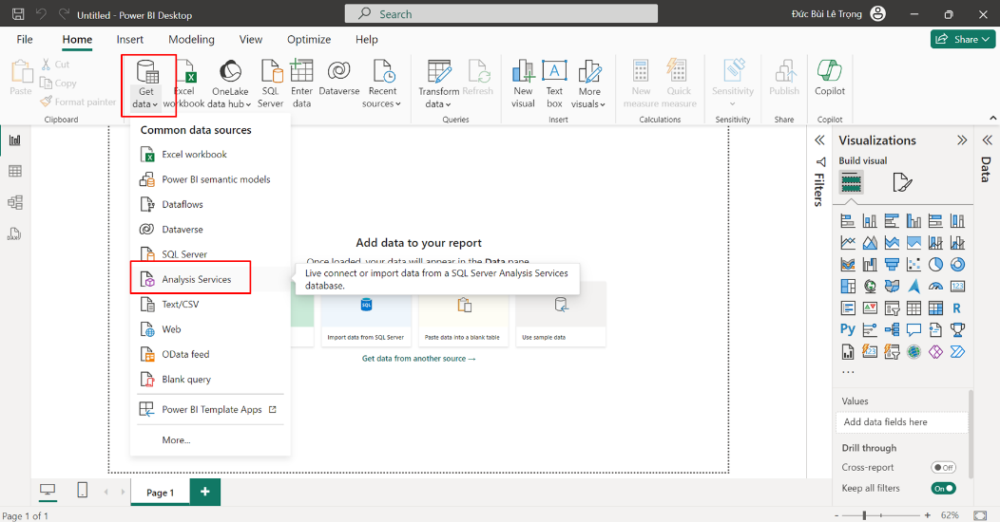 Untitled - Power BI Desktop
Search
Đức Bùi Lê Trọng
File
Home
Insert
Modeling
View
Optimize
Help
Share
Paste
Cut
Copy
Format painter
Clipboard
Get data
Excel workbook
OneLake data hub
SQL Server
Enter data
Dataverse
Recent sources
Transform data
Refresh
Queries
New visual
Text box
More visuals
Insert
New measure
Quick measure
Calculations
Sensitivity
Sensitivity
Publish
Share
Copilot
Copilot
Common data sources
Excel workbook
Power BI semantic models
Dataflows
Dataverse
SQL Server
Analysis Services
Text/CSV
Web
OData feed
Blank query
Power BI Template Apps
More...
Add data to your report
Once loaded, your data will appear in the Data pane.
Live connect or import data from a SQL Server Analysis Services
database.
SQL
Import data from SQL Server
Paste data into a blank table
Use sample data
Get data from another source →
Filters
Visualizations
Build visual
123
R
Py
...
Values
Add data fields here
Drill through
Cross-report
Off
Keep all filters
On
Data
DAX
Page 1
Page 1 of 1
- + 62%